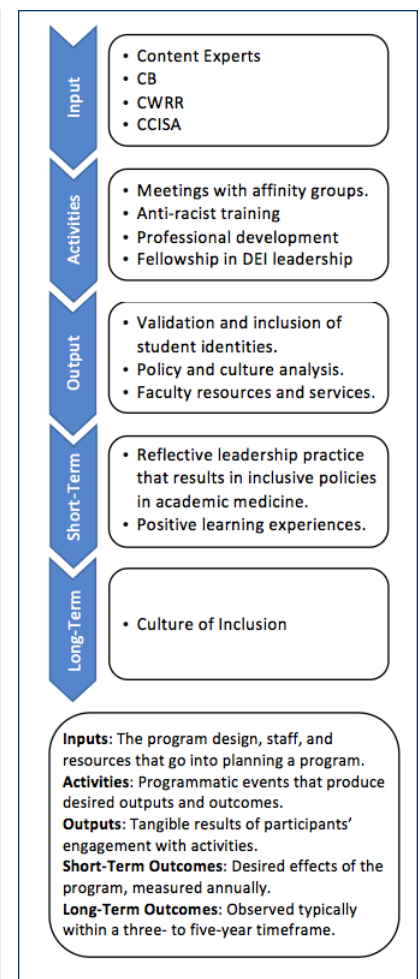 Input
• Content Experts
• CB
• CWRR
• CCISA
Activities
• Meetings with affinity groups.
• Anti-racist training
• Professional development
• Fellowship in DEI leadership
Output
• Validation and inclusion of
student identities.
• Policy and culture analysis.
• Faculty resources and services.
Short-Term
• Reflective leadership practice
that results in inclusive policies
in academic medicine.
• Positive learning experiences.
Long-Term
• Culture of Inclusion
Inputs: The program design, staff, and
resources that go into planning a program.
Activities: Programmatic events that produce
desired outputs and outcomes.
Outputs: Tangible results of participants’
engagement with activities.
Short-Term Outcomes: Desired effects of the
program, measured annually.
Long-Term Outcomes: Observed typically
within a three- to five-year timeframe.